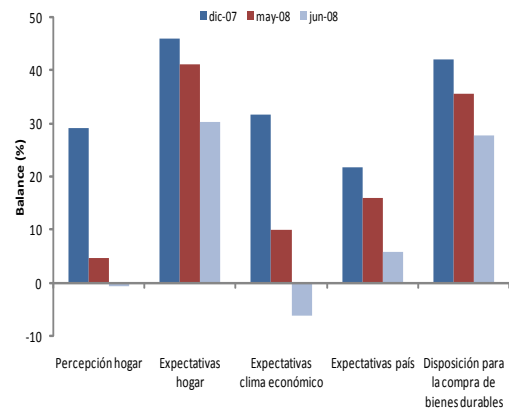 dic-07 may-08 jun-08
Balance (%)
50
40
30
20
10
0
-10
Percepción hogar
Expectativas
hogar
Expectativas
clima económico
Expectativas país
Disposición para
la compra de
bienes durables